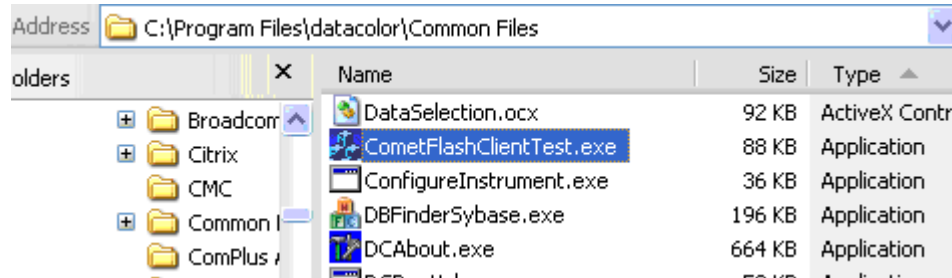 Address C:\Program Files\datacolor\Common Files
olders × Name Size Type
Broadcom DataSelection.ocx 92 KB ActiveX Contr
Citrix CometFlashClientTest.exe 88 KB Application
CMC ConfigureInstrument.exe 36 KB Application
Common DBFinderSybase.exe 196 KB Application
ComPlus DCAbout.exe 664 KB Application